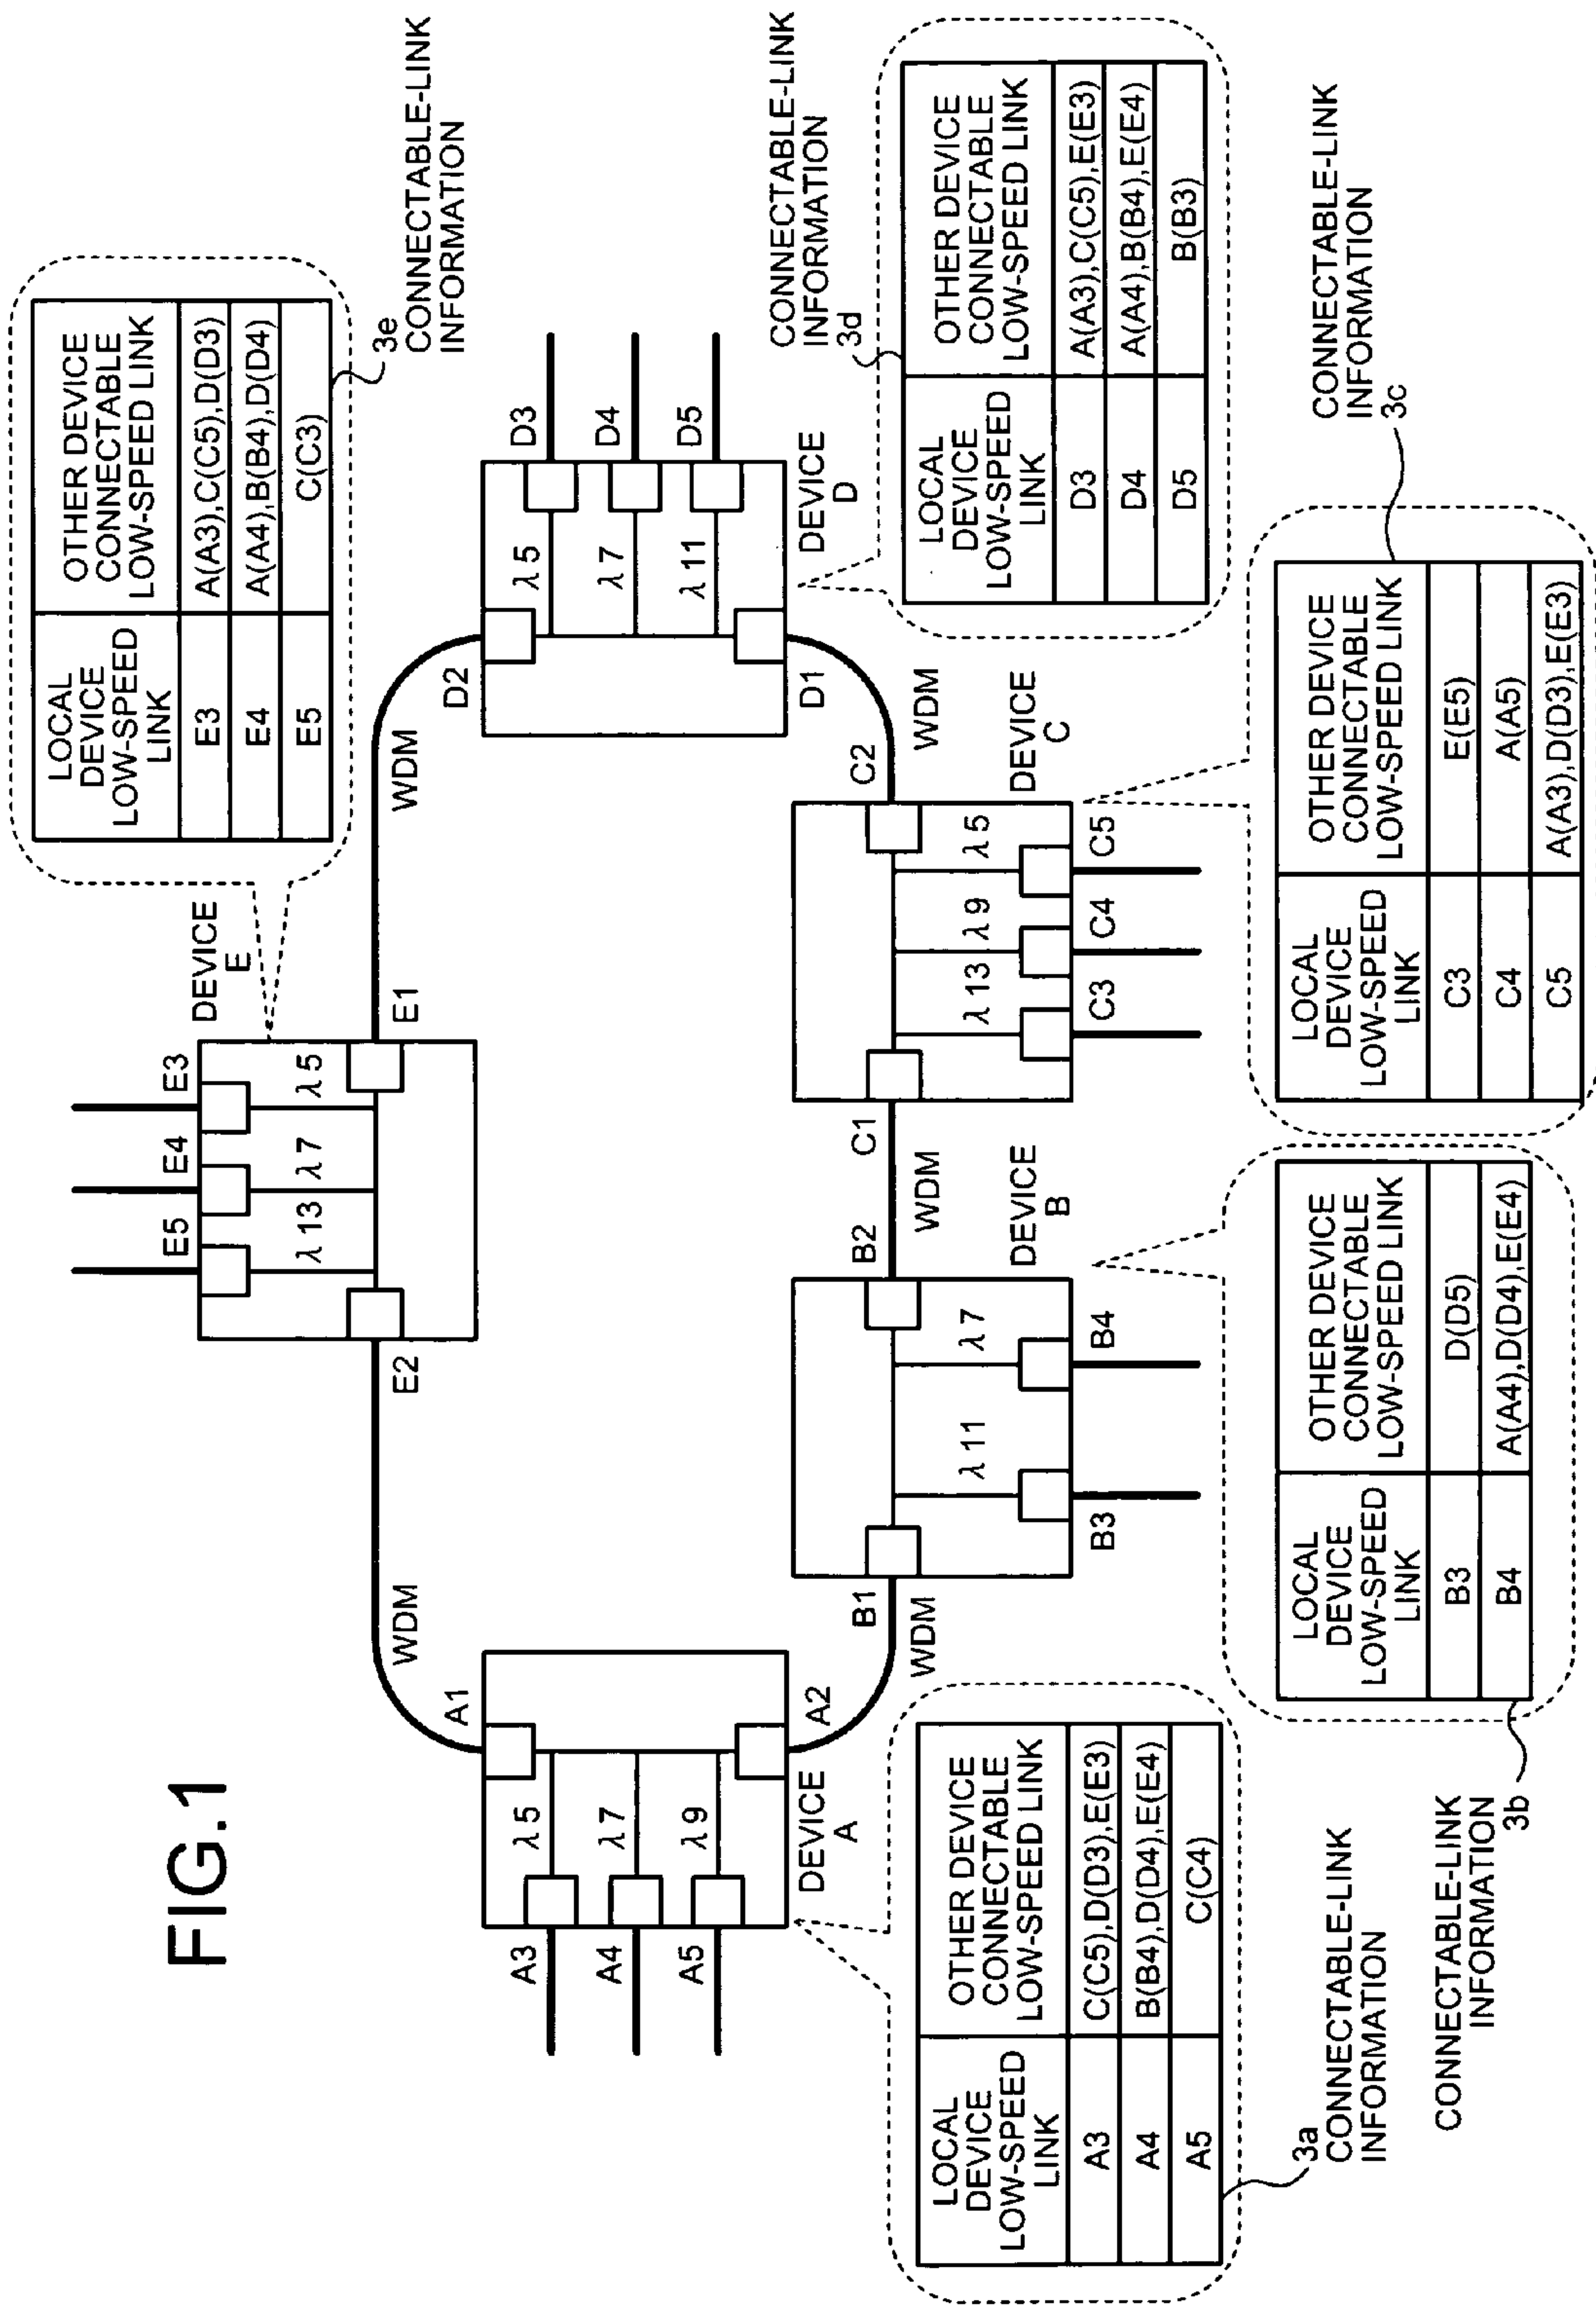 FIG.1
LOCAL
DEVICE
LOW-SPEED
LINK
OTHER DEVICE
CONNECTABLE
LOW-SPEED LINK
E3
A(A3),C(C5),D(D3)
E4
A(A4),B(B4),D(D4)
E5
C(C3)
3e
CONNECTABLE-LINK
INFORMATION
DEVICE
E
E5
E4
E3
λ13
λ7
λ5
E2
E1
WDM
WDM
A1
A3
A4
A5
λ5
λ7
λ9
A2
DEVICE
A
D2
D3
D4
D5
λ5
λ7
λ11
D1
DEVICE
D
WDM
B1
λ11
λ7
B3
B4
B2
DEVICE
B
WDM
C1
λ13
λ9
λ5
C3
C4
C5
C2
DEVICE
C
WDM
CONNECTABLE-LINK
INFORMATION
3d
LOCAL
DEVICE
LOW-SPEED
LINK
OTHER DEVICE
CONNECTABLE
LOW-SPEED LINK
D3
A(A3),C(C5),E(E3)
D4
A(A4),B(B4),E(E4)
D5
B(B3)
LOCAL
DEVICE
LOW-SPEED
LINK
OTHER DEVICE
CONNECTABLE
LOW-SPEED LINK
A3
C(C5),D(D3),E(E3)
A4
B(B4),D(D4),E(E4)
A5
C(C4)
3a
CONNECTABLE-LINK
INFORMATION
LOCAL
DEVICE
LOW-SPEED
LINK
OTHER DEVICE
CONNECTABLE
LOW-SPEED LINK
B3
D(D5)
B4
A(A4),D(D4),E(E4)
CONNECTABLE-LINK
INFORMATION
3b
LOCAL
DEVICE
LOW-SPEED
LINK
OTHER DEVICE
CONNECTABLE
LOW-SPEED LINK
C3
E(E5)
C4
A(A5)
C5
A(A3),D(D3),E(E3)
CONNECTABLE-LINK
INFORMATION
3c